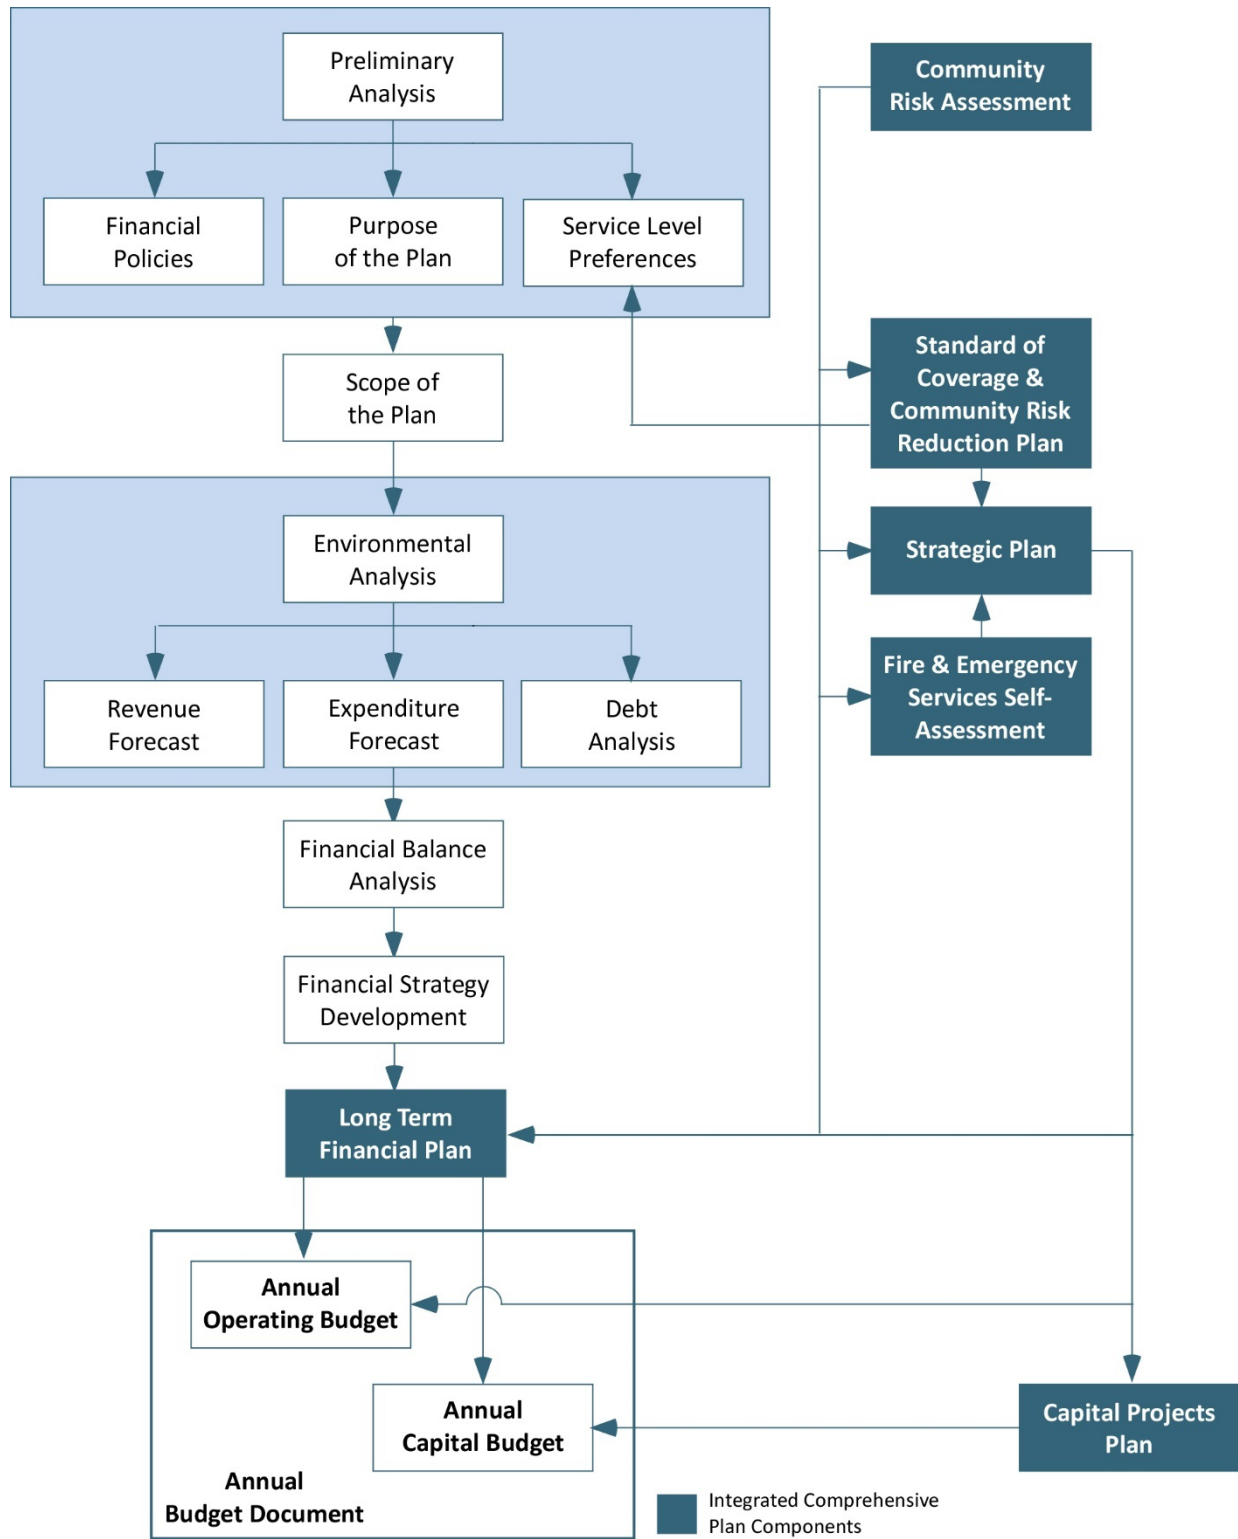 Preliminary
Analysis
Community
Risk Assessment
Financial
Policies
Purpose
of the Plan
Service Level
Preferences
Scope of
the Plan
Standard of
Coverage &
Community Risk
Reduction Plan
Environmental
Analysis
Strategic Plan
Revenue
Forecast
Expenditure
Forecast
Debt
Analysis
Fire & Emergency
Services Self-
Assessment
Financial Balance
Analysis
Financial Strategy
Development
Long Term
Financial Plan
Annual
Operating Budget
Annual
Capital Budget
Capital Projects
Plan
Annual
Budget Document
Integrated Comprehensive
Plan Components